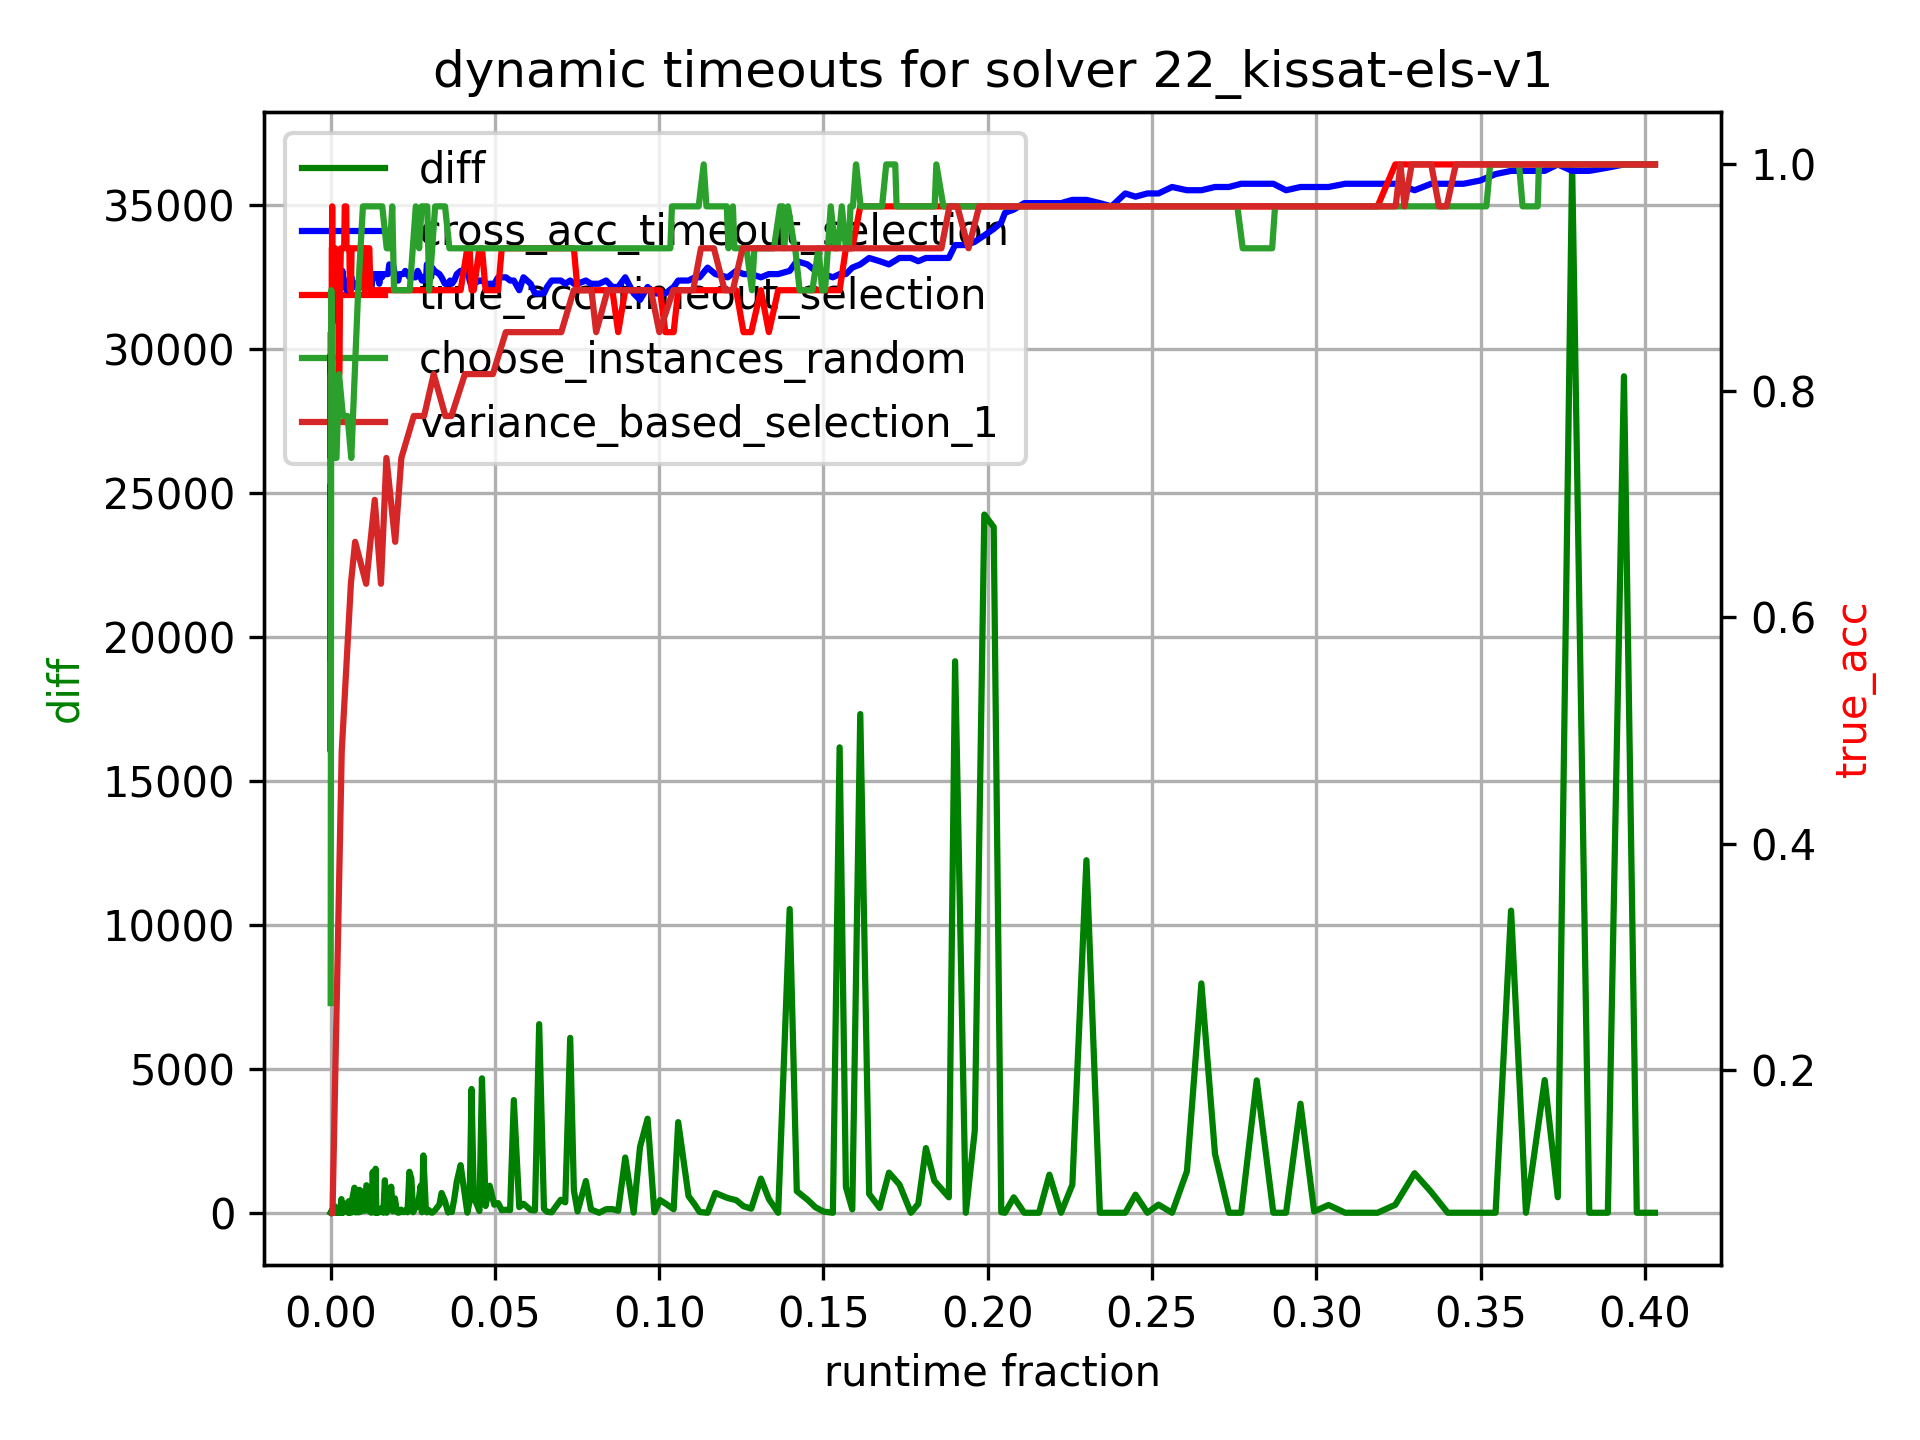 dynamic timeouts for solver 22_kissat-els-v1
diff
cross_acc_timeout_selection
true_acc_timeout_selection
choose_instances_random
variance_based_selection_1
35000
30000
25000
20000
15000
10000
5000
0
diff
1.0
0.8
0.6
0.4
0.2
true_acc
0.00 0.05 0.10 0.15 0.20 0.25 0.30 0.35 0.40
runtime fraction